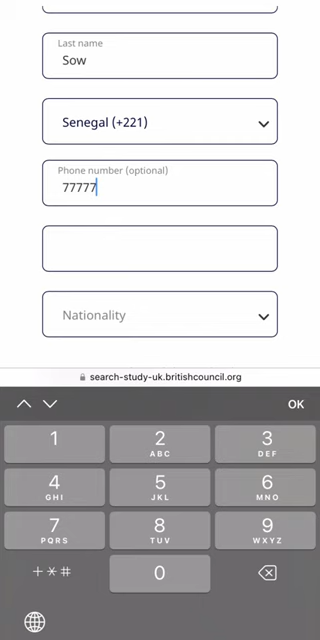 Last name
Sow
Senegal (+221)
Phone number (optional)
77777
Nationality
search-study-uk.britishcouncil.org
OK
1
2 ABC
3 DEF
4 GHI
5 JKL
6 MNO
7 PQRS
8 TUV
9 WXYZ
+*#
0